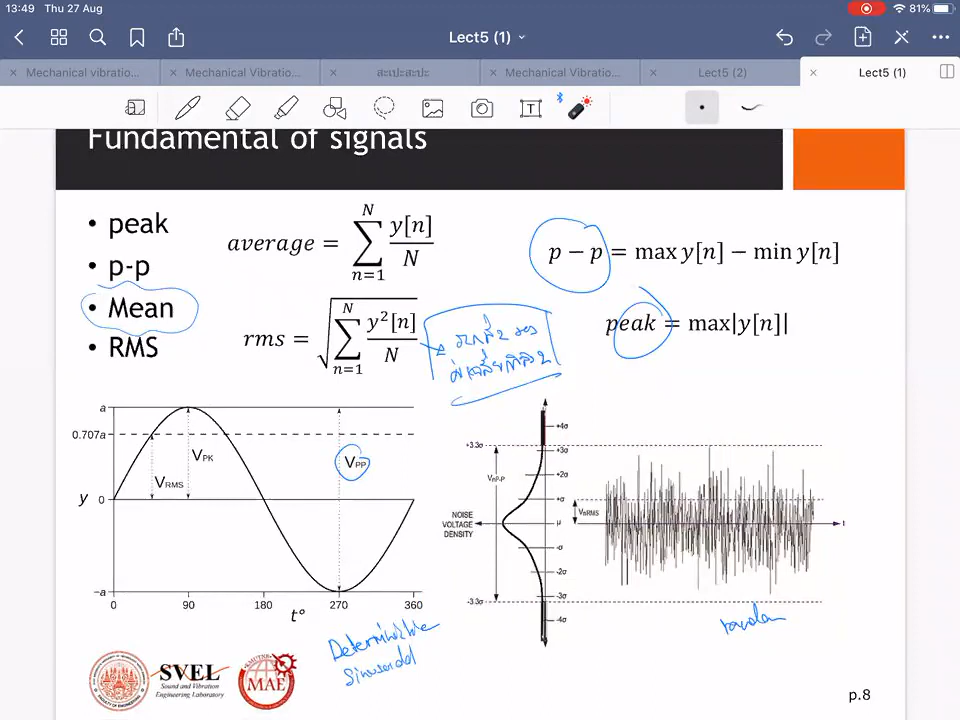 13:49 Thu 27 Aug 81%
Lect5 (1)
Mechanical vibratio...
Mechanical Vibratio...
สะเปะสะปะ
Mechanical Vibratio...
Lect5 (2)
Lect5 (1)
Fundamental of signals
• peak
• p-p
• Mean
• RMS
average = ∑ y[n]/N
N
n=1
rms = √∑ y²[n]/N
N
n=1
p − p = max y[n] − min y[n]
peak = max|y[n]|
a
0.707a
y 0
−a
VPK
VRMS
VPP
0 90 180 270 360
t°
Deterministic
Sinusoidal
+4σ
+3.3σ
+3σ
VnP-P
+2σ
+σ
VnRMS
NOISE
VOLTAGE
DENSITY
μ
t
-σ
-2σ
-3σ
-3.3σ
-4σ
random
SVEL
Sound and Vibration
Engineering Laboratory
MAE
p.8